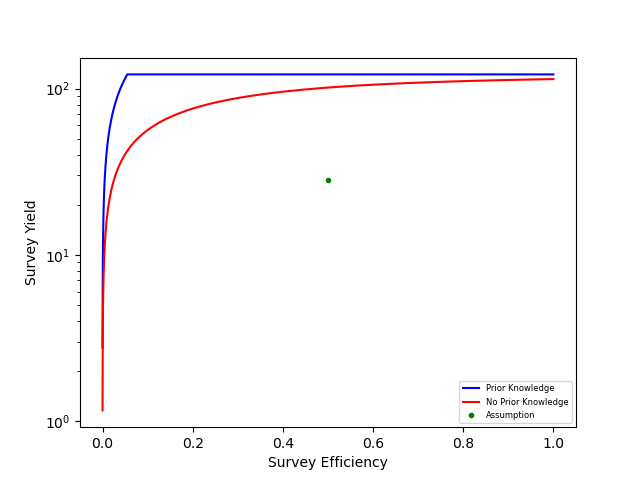 10²
10¹
10⁰
Survey Yield
Prior Knowledge
No Prior Knowledge
Assumption
0.0 0.2 0.4 0.6 0.8 1.0
Survey Efficiency